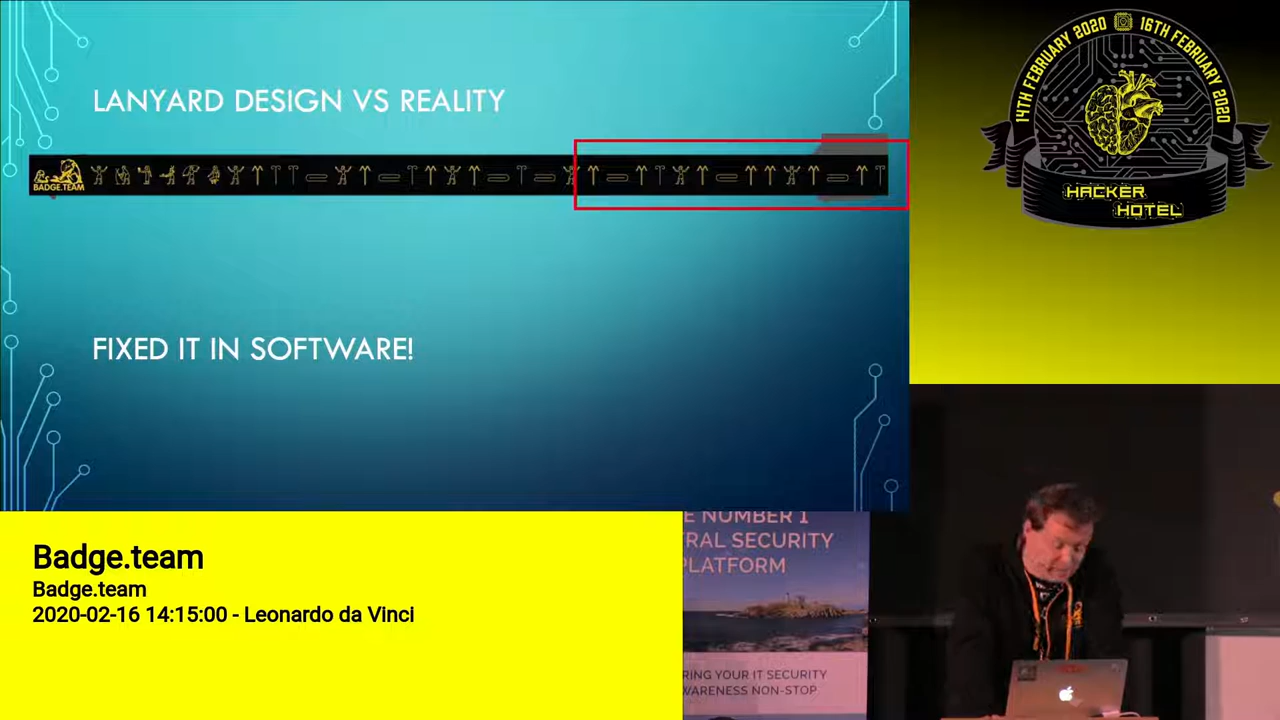 LANYARD DESIGN VS REALITY
BADGE.TEAM
FIXED IT IN SOFTWARE!
14TH FEBRUARY 2020
16TH FEBRUARY 2020
HACKER
HOTEL
Badge.team
Badge.team
2020-02-16 14:15:00 - Leonardo da Vinci
E NUMBER 1
TRAL SECURITY
PLATFORM
RING YOUR IT SECURITY
WARENESS NON-STOP